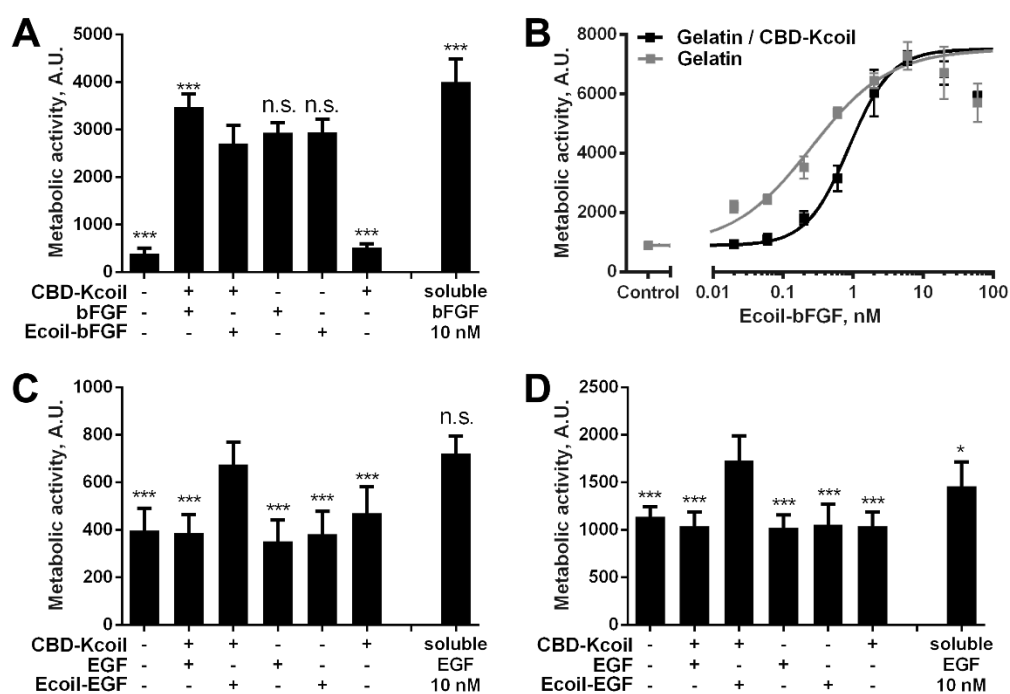 A
Metabolic activity, A.U.
5000
4000
3000
2000
1000
0
*** *** n.s. n.s. *** ***
CBD-Kcoil - + + - - + soluble
bFGF - + - + - - bFGF
Ecoil-bFGF - - + - + - 10 nM
B
Metabolic activity, A.U.
8000
6000
4000
2000
0
Gelatin / CBD-Kcoil
Gelatin
Control 0.01 0.1 1 10 100
Ecoil-bFGF, nM
C
Metabolic activity, A.U.
1000
800
600
400
200
0
*** *** *** *** *** n.s.
CBD-Kcoil - + + - - + soluble
EGF - + - + - - EGF
Ecoil-EGF - - + - + - 10 nM
D
Metabolic activity, A.U.
2500
2000
1500
1000
500
0
*** *** *** *** *** *
CBD-Kcoil - + + - - + soluble
EGF - + - + - - EGF
Ecoil-EGF - - + - + - 10 nM